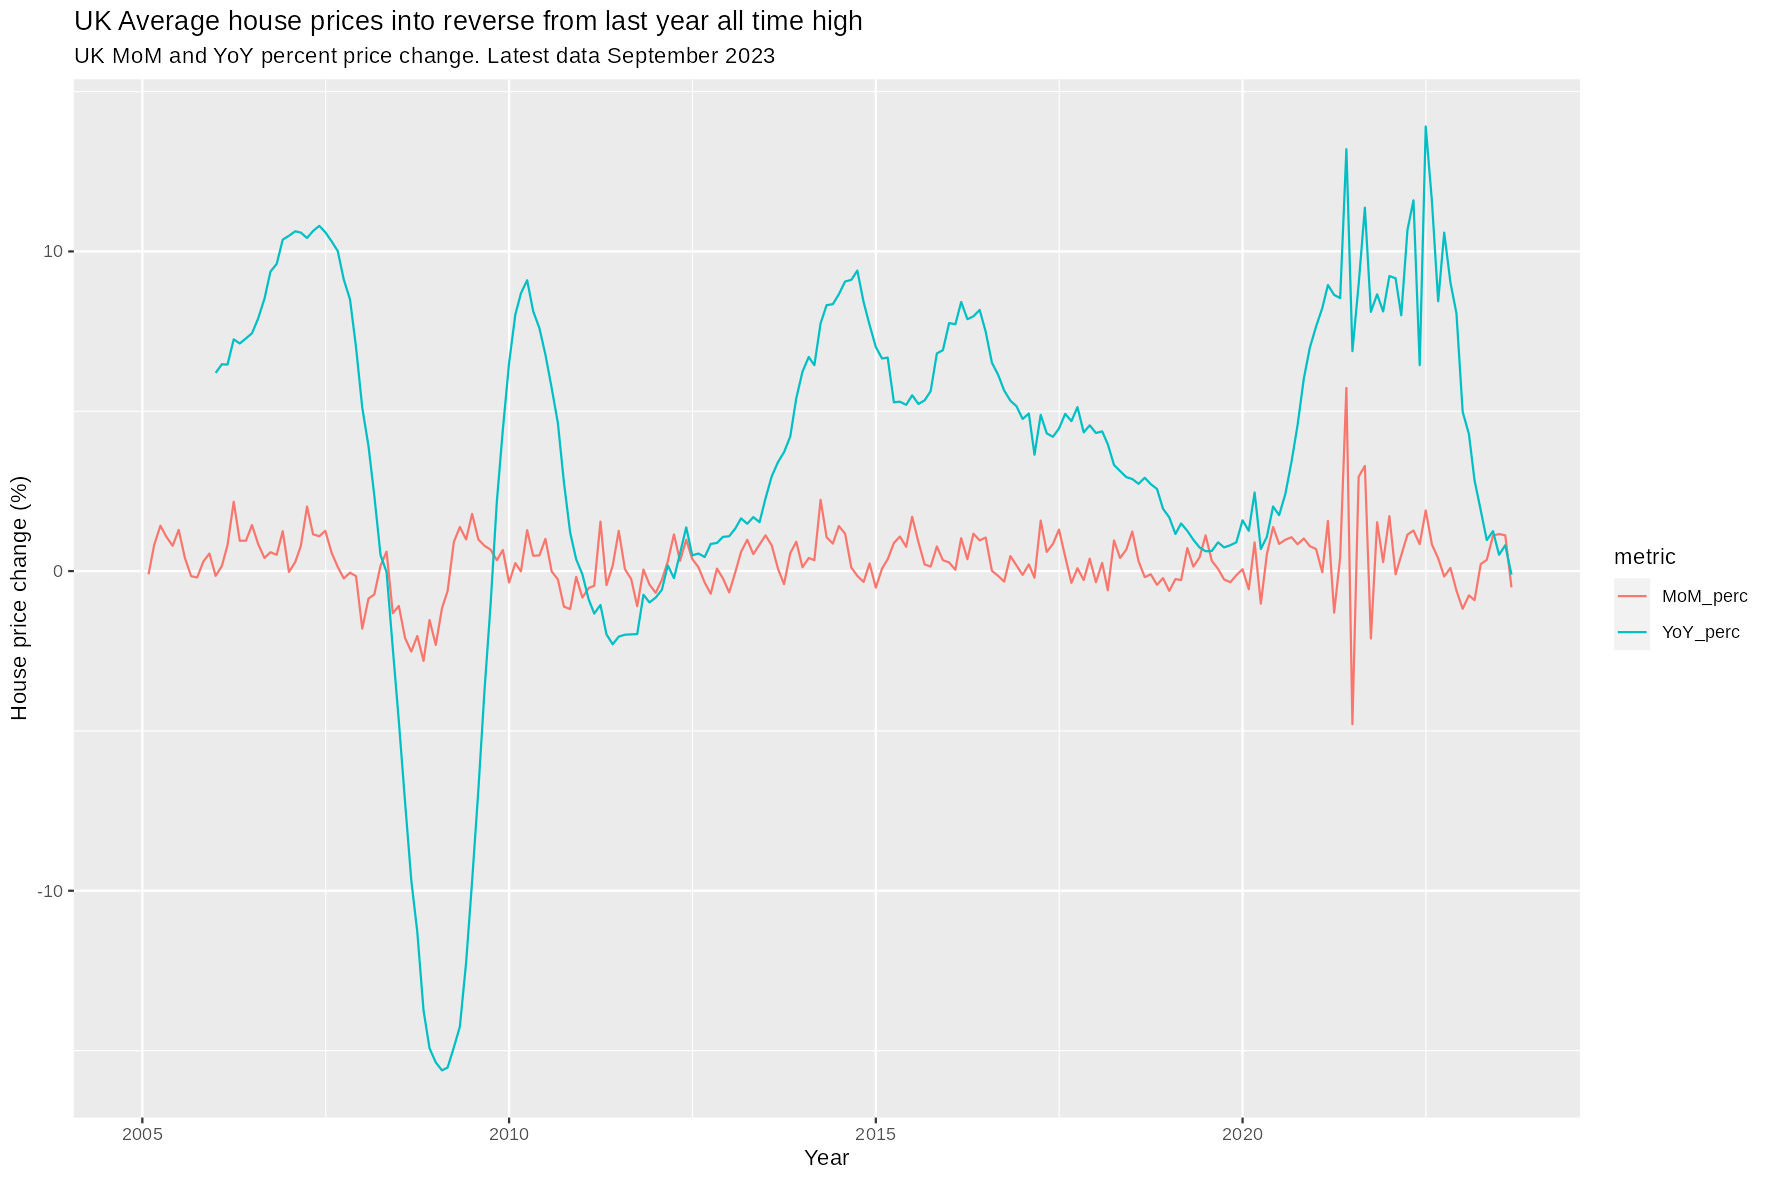 UK Average house prices into reverse from last year all time high
UK MoM and YoY percent price change. Latest data September 2023
House price change (%)
10
0
-10
2005
2010
2015
2020
Year
metric
MoM_perc
YoY_perc